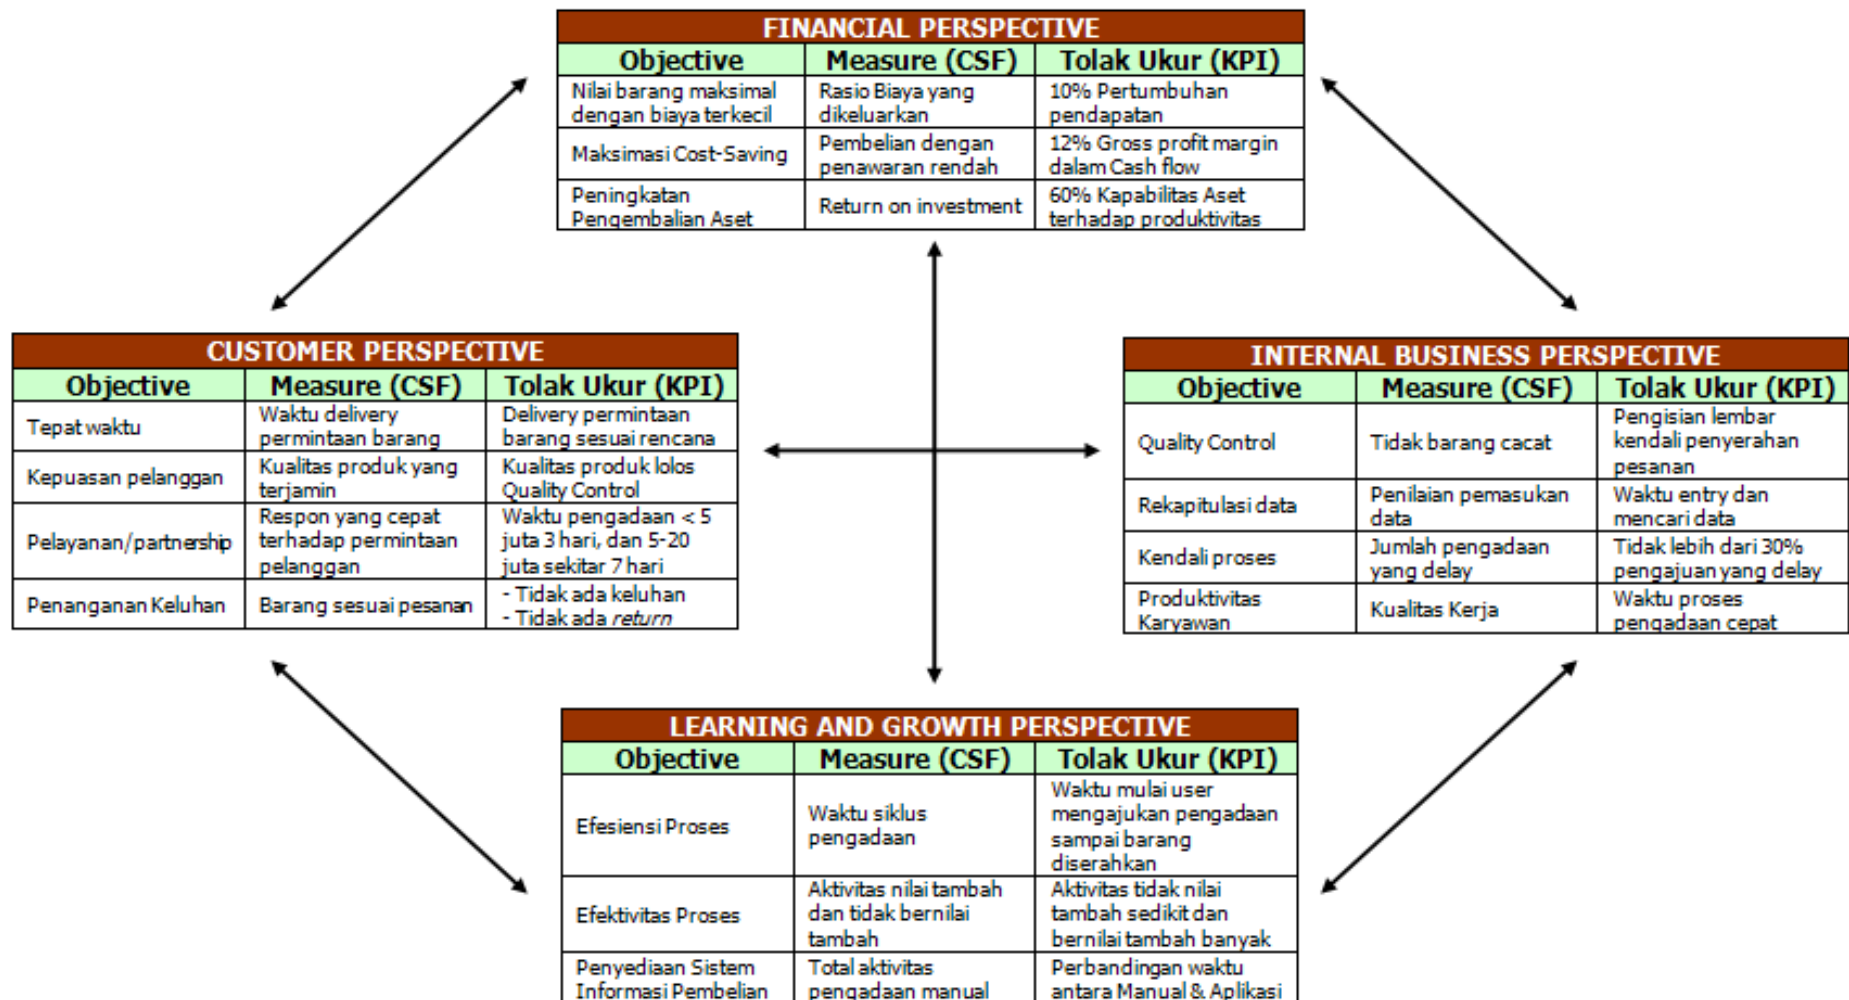 FINANCIAL PERSPECTIVE
Objective Measure (CSF) Tolak Ukur (KPI)
Nilai barang maksimal Rasio Biaya yang 10% Pertumbuhan
dengan biaya terkecil dikeluarkan pendapatan
Maksimasi Cost-Saving Pembelian dengan 12% Gross profit margin
penawaran rendah dalam Cash flow
Peningkatan Return on investment 60% Kapabilitas Aset
Pengembalian Aset terhadap produktivitas
CUSTOMER PERSPECTIVE
Objective Measure (CSF) Tolak Ukur (KPI)
Tepat waktu Waktu delivery Delivery permintaan
permintaan barang barang sesuai rencana
Kepuasan pelanggan Kualitas produk yang Kualitas produk lolos
terjamin Quality Control
Pelayanan/partnership Respon yang cepat Waktu pengadaan < 5
terhadap permintaan juta 3 hari, dan 5-20
pelanggan juta sekitar 7 hari
Penanganan Keluhan Barang sesuai pesanan - Tidak ada keluhan
- Tidak ada return
INTERNAL BUSINESS PERSPECTIVE
Objective Measure (CSF) Tolak Ukur (KPI)
Quality Control Tidak barang cacat Pengisian lembar
kendali penyerahan
pesanan
Rekapitulasi data Penilaian pemasukan Waktu entry dan
data mencari data
Kendali proses Jumlah pengadaan Tidak lebih dari 30%
yang delay pengajuan yang delay
Produktivitas Kualitas Kerja Waktu proses
Karyawan pengadaan cepat
LEARNING AND GROWTH PERSPECTIVE
Objective Measure (CSF) Tolak Ukur (KPI)
Efesiensi Proses Waktu siklus Waktu mulai user
pengadaan mengajukan pengadaan
sampai barang
diserahkan
Efektivitas Proses Aktivitas nilai tambah Aktivitas tidak nilai
dan tidak bernilai tambah sedikit dan
tambah bernilai tambah banyak
Penyediaan Sistem Total aktivitas Perbandingan waktu
Informasi Pembelian pengadaan manual antara Manual & Aplikasi